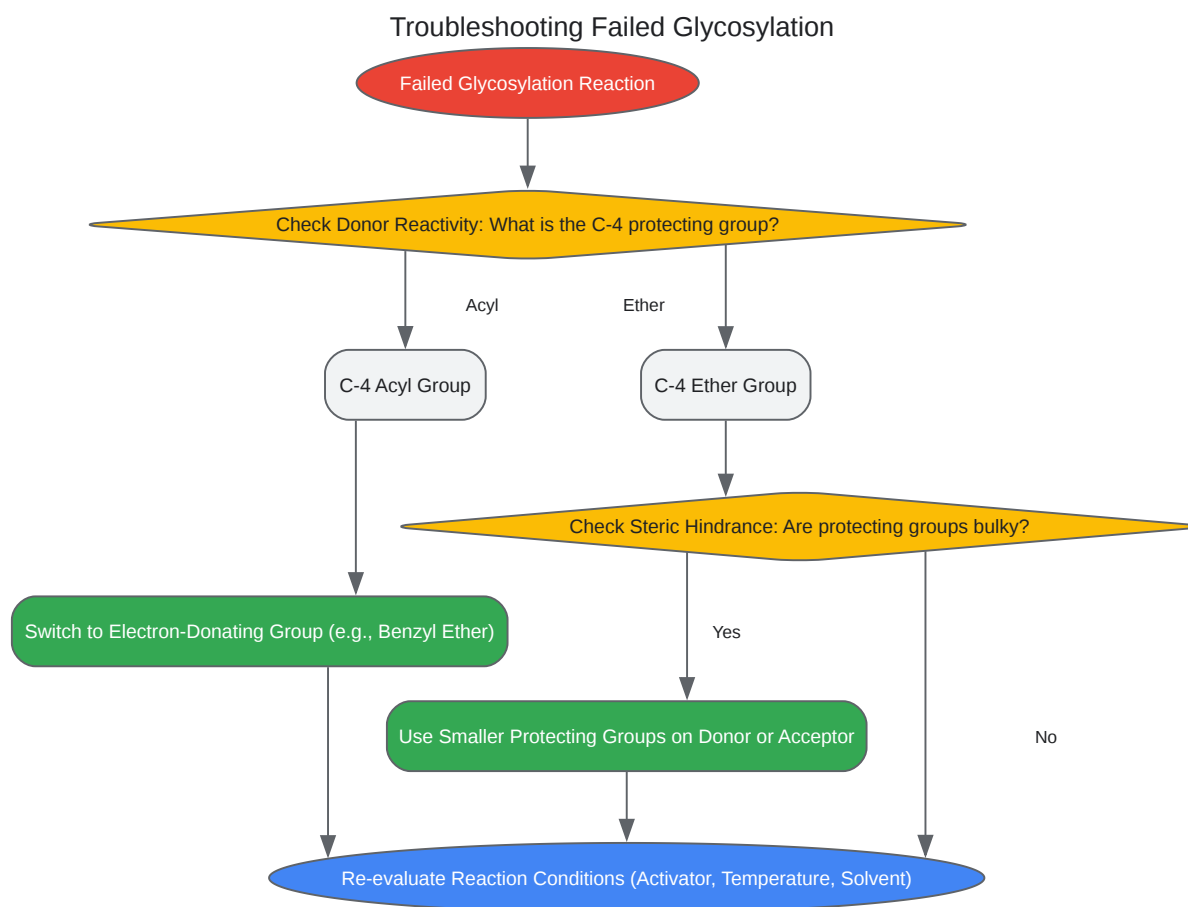 Troubleshooting Failed Glycosylation
Failed Glycosylation Reaction
Check Donor Reactivity: What is the C-4 protecting group?
Acyl
Ether
C-4 Acyl Group
C-4 Ether Group
Check Steric Hindrance: Are protecting groups bulky?
Switch to Electron-Donating Group (e.g., Benzyl Ether)
Yes
Use Smaller Protecting Groups on Donor or Acceptor
No
Re-evaluate Reaction Conditions (Activator, Temperature, Solvent)